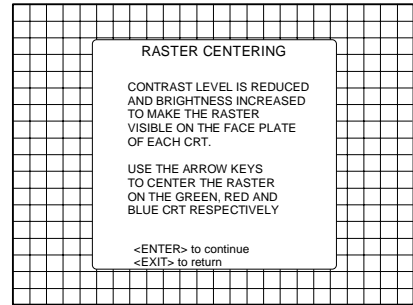 RASTER CENTERING
CONTRAST LEVEL IS REDUCED
AND BRIGHTNESS INCREASED
TO MAKE THE RASTER
VISIBLE ON THE FACE PLATE
OF EACH CRT.
USE THE ARROW KEYS
TO CENTER THE RASTER
ON THE GREEN, RED AND
BLUE CRT RESPECTIVELY
<ENTER> to continue
<EXIT> to return